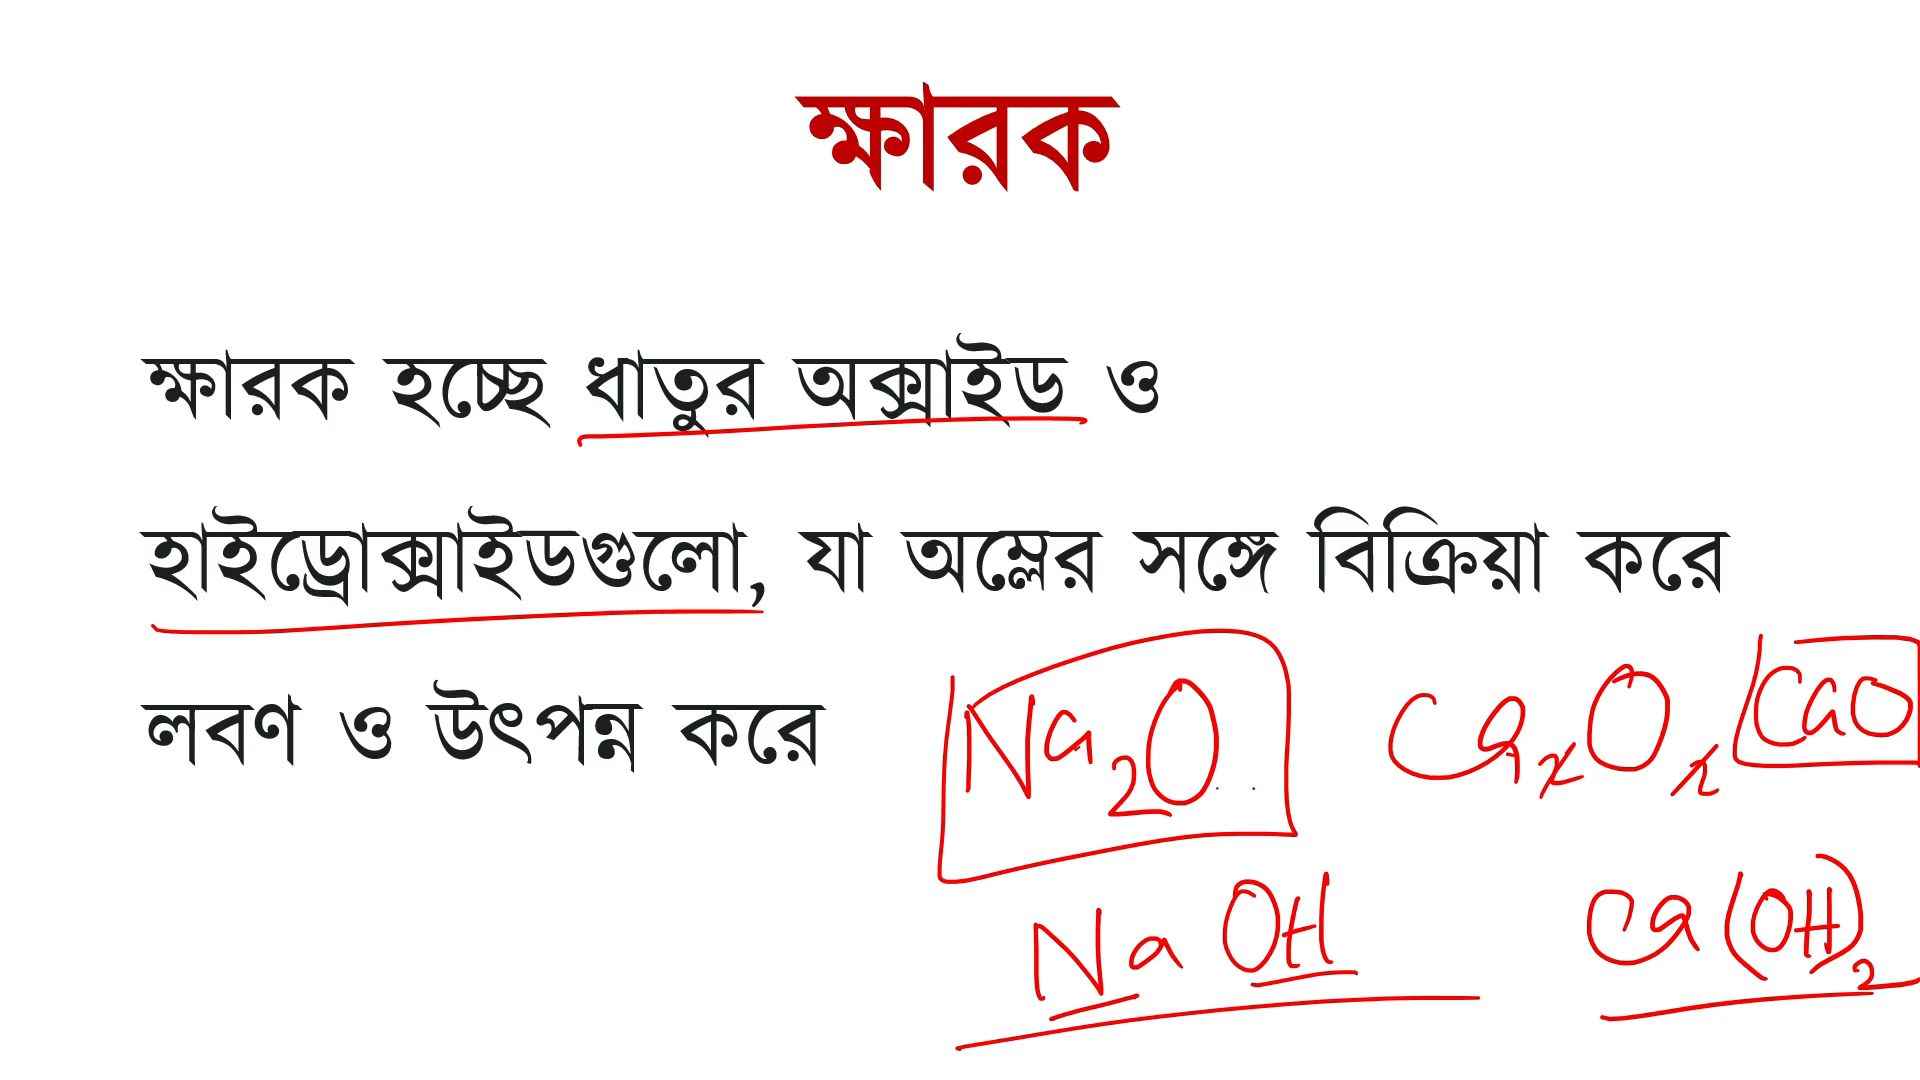 ক্ষারক
ক্ষারক হচ্ছে ধাতুর অক্সাইড ও
হাইড্রোক্সাইডগুলো, যা অম্লের সঙ্গে বিক্রিয়া করে
লবণ ও উৎপন্ন করে
Na₂O Ca₂O₂ CaO
NaOH Ca(OH)₂